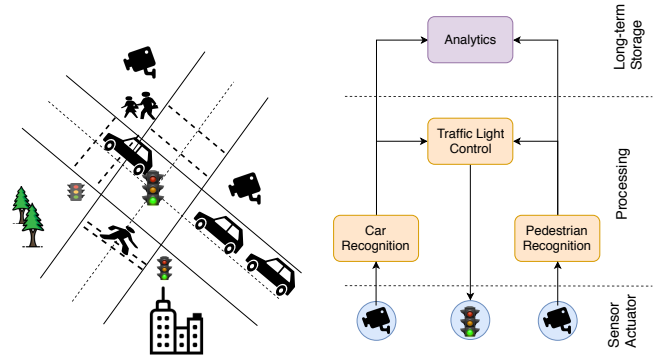 Analytics
Long-term
Storage
Traffic Light
Control
Processing
Car
Recognition
Pedestrian
Recognition
Sensor
Actuator